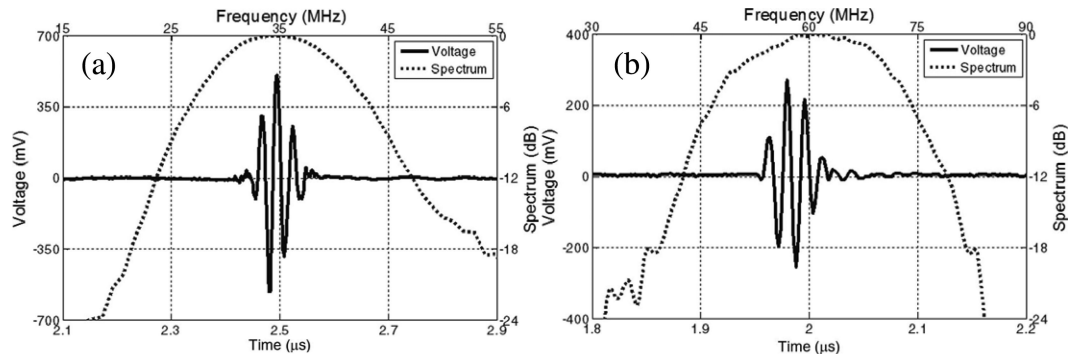 Frequency (MHz)
15 25 35 45 55
(a)
Voltage
Spectrum
700
350
0
-350
-700
Voltage (mV)
0
-6
-12
-18
-24
Spectrum (dB)
2.1 2.3 2.5 2.7 2.9
Time (μs)
Frequency (MHz)
30 45 60 75 90
(b)
Voltage
Spectrum
400
200
0
-200
-400
Voltage (mV)
0
-6
-12
-18
-24
Spectrum (dB)
1.8 1.9 2 2.1 2.2
Time (μs)